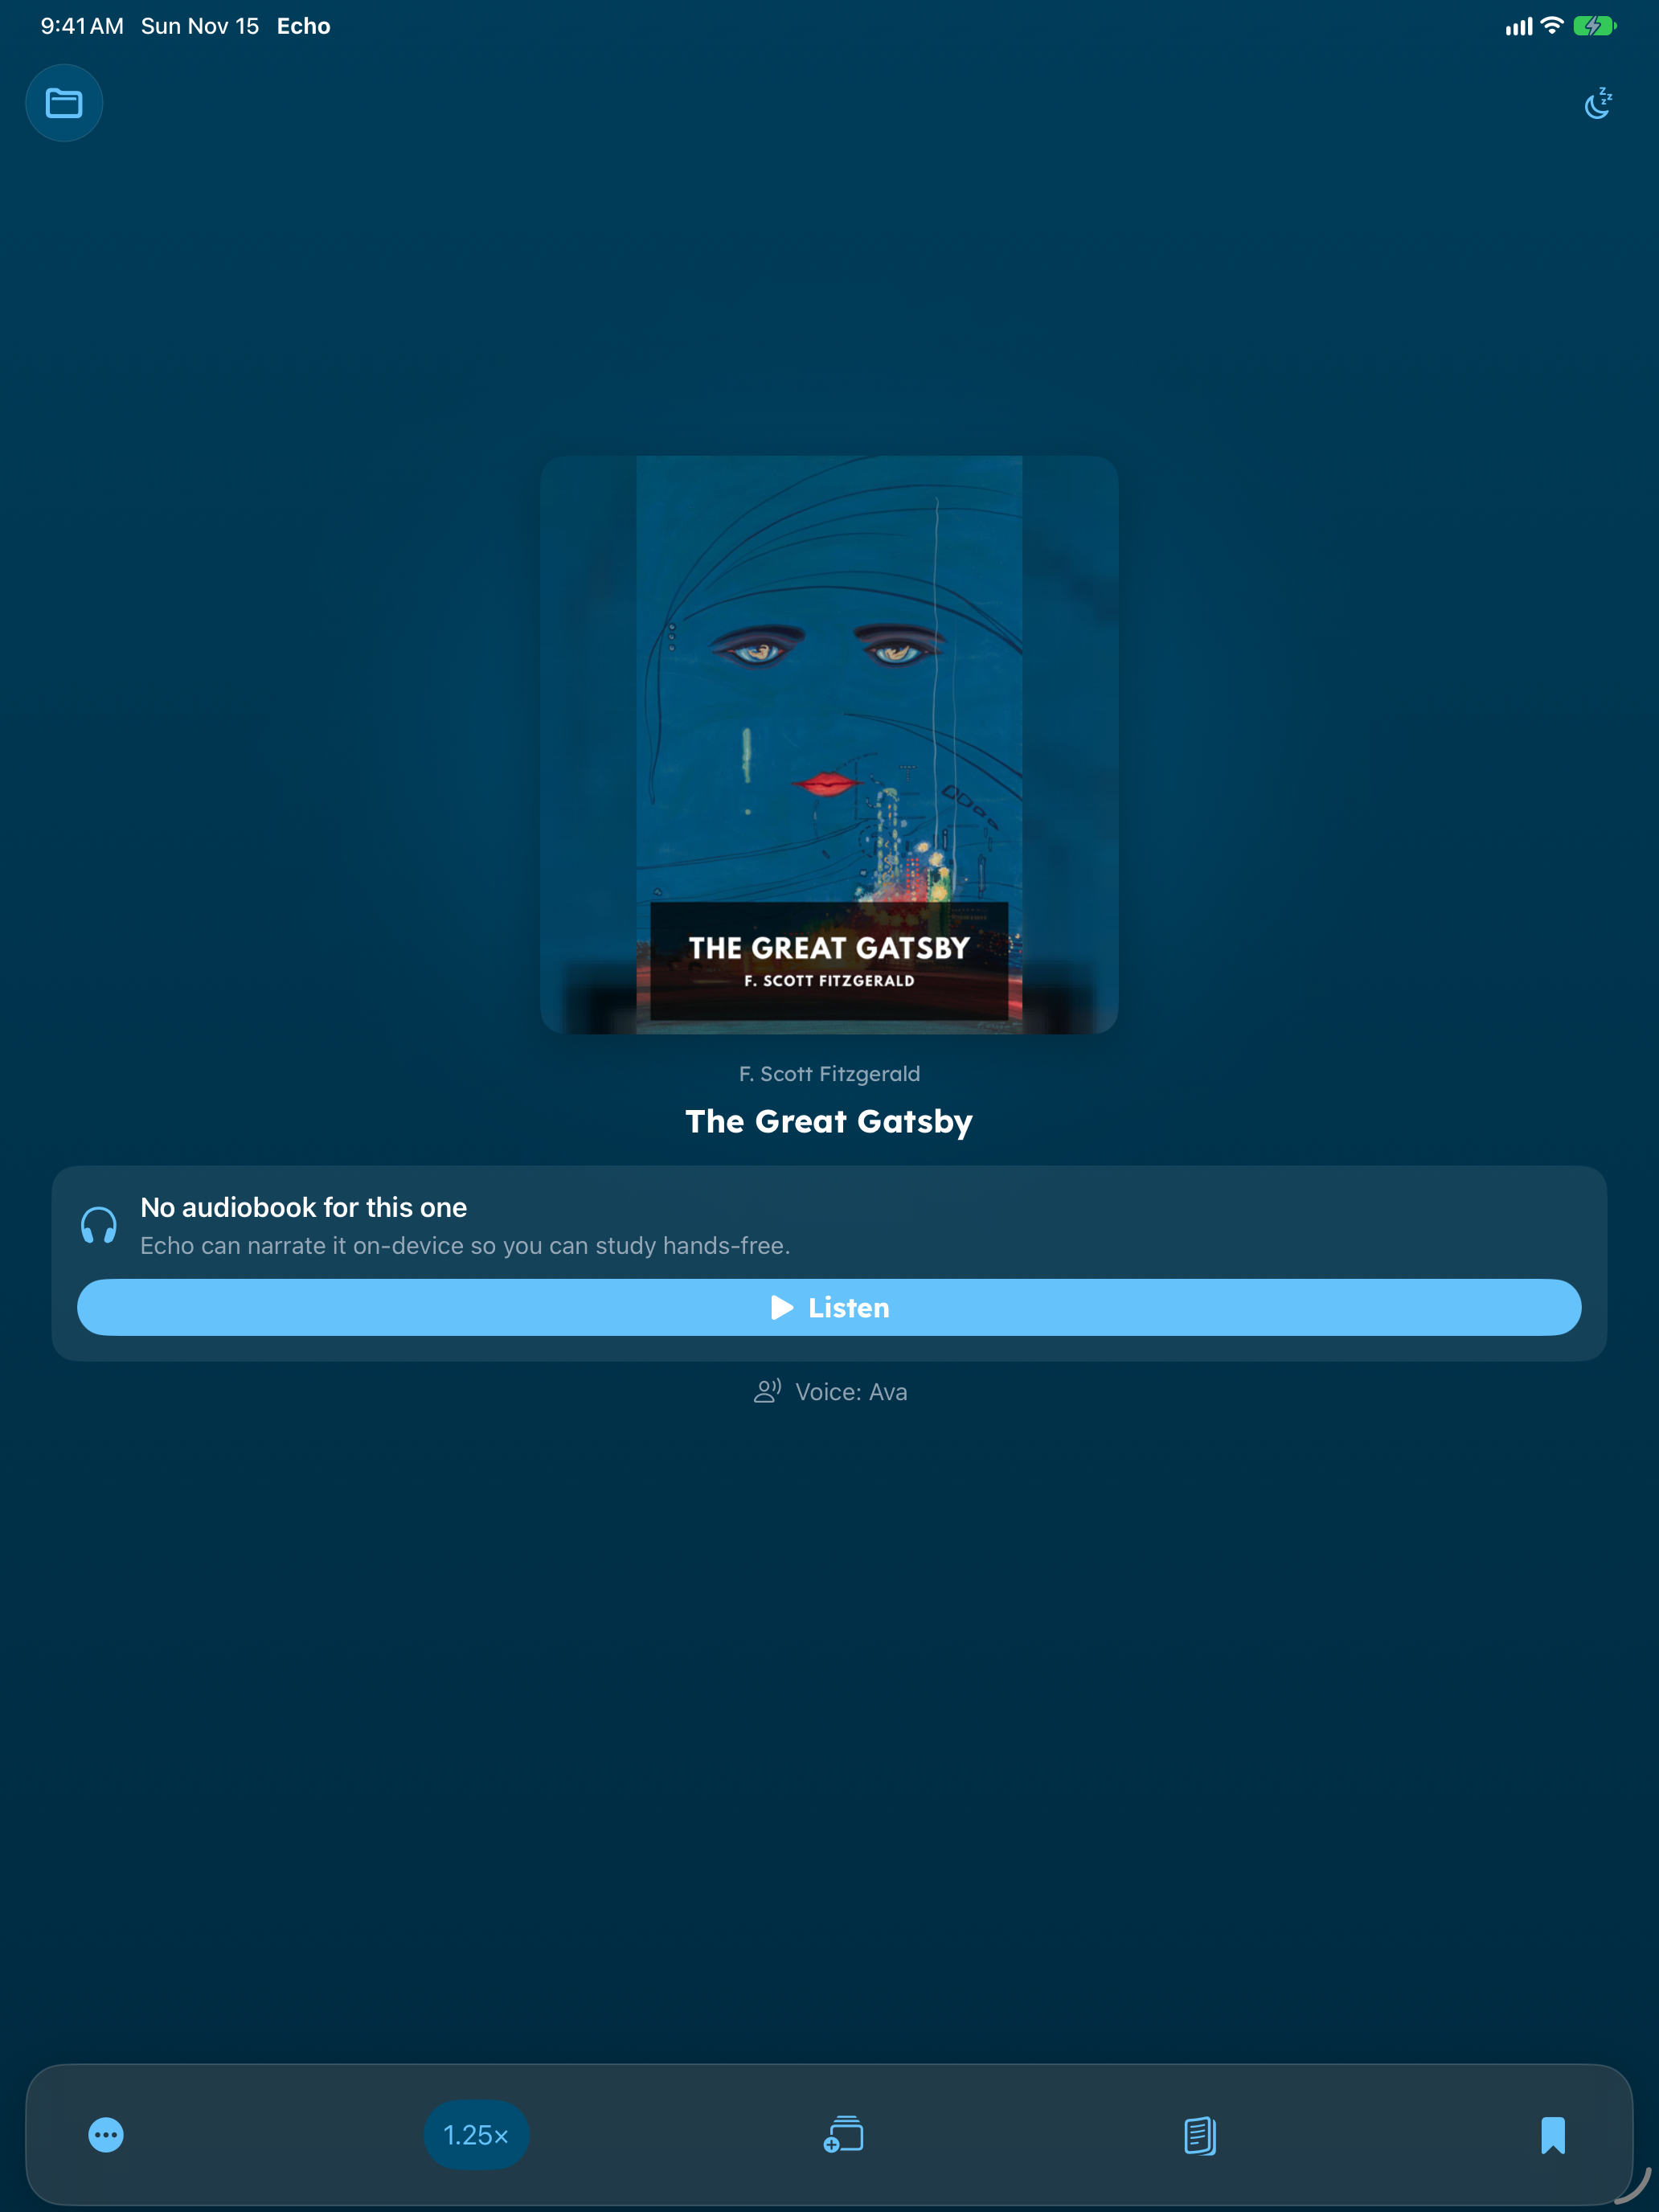 9:41 AM Sun Nov 15 Echo
THE GREAT GATSBY
F. SCOTT FITZGERALD
F. Scott Fitzgerald
The Great Gatsby
No audiobook for this one
Echo can narrate it on-device so you can study hands-free.
Listen
Voice: Ava
1.25×